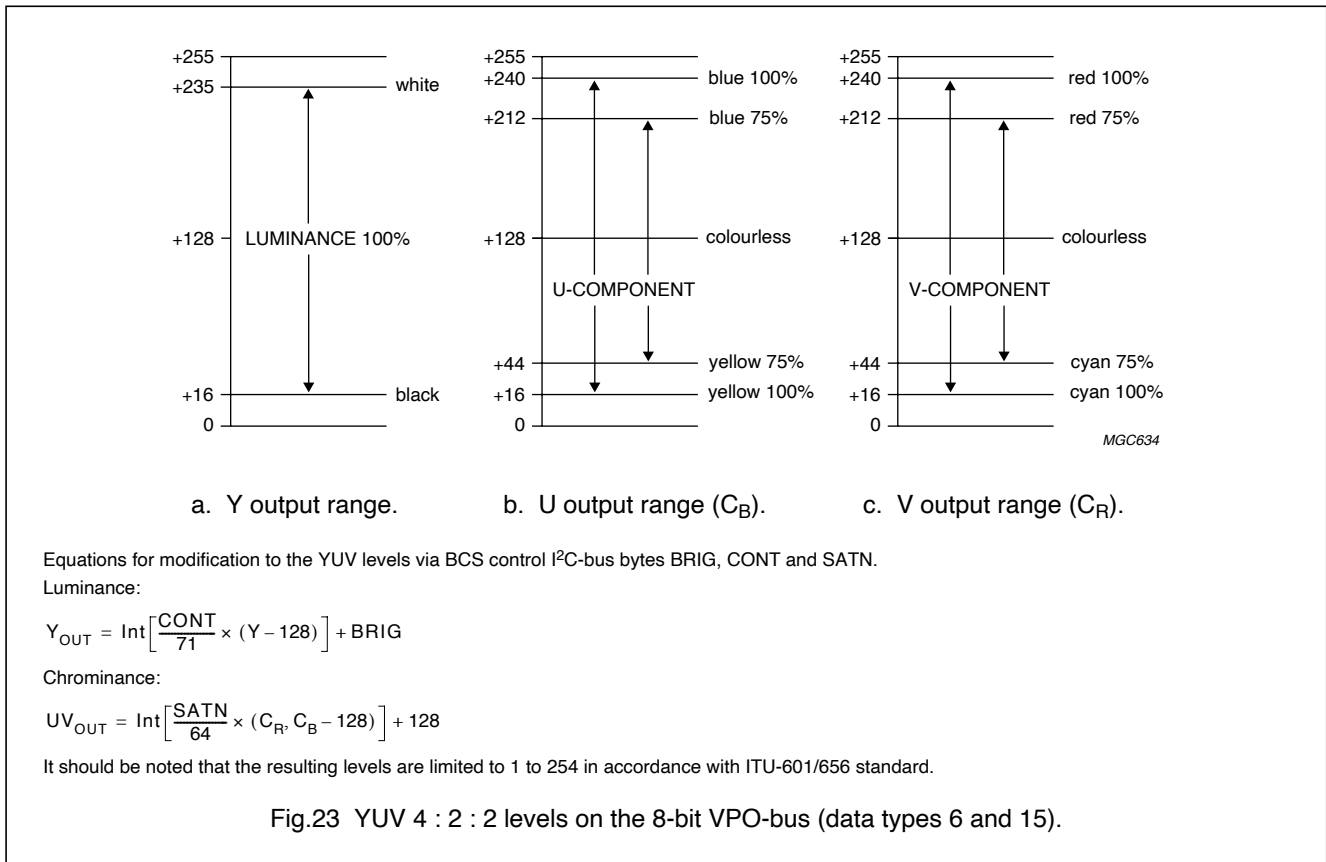 +255
+235
white
+128
LUMINANCE 100%
+16
black
0
+255
+240
blue 100%
+212
blue 75%
+128
colourless
U-COMPONENT
+44
yellow 75%
+16
yellow 100%
0
+255
+240
red 100%
+212
red 75%
+128
colourless
V-COMPONENT
+44
cyan 75%
+16
cyan 100%
0
MGC634
a. Y output range.
b. U output range (C_B).
c. V output range (C_R).
Equations for modification to the YUV levels via BCS control I²C-bus bytes BRIG, CONT and SATN.
Luminance:
Y_OUT = Int[CONT/71 × (Y – 128)] + BRIG
Chrominance:
UV_OUT = Int[SATN/64 × (C_R, C_B – 128)] + 128
It should be noted that the resulting levels are limited to 1 to 254 in accordance with ITU-601/656 standard.
Fig.23 YUV 4 : 2 : 2 levels on the 8-bit VPO-bus (data types 6 and 15).